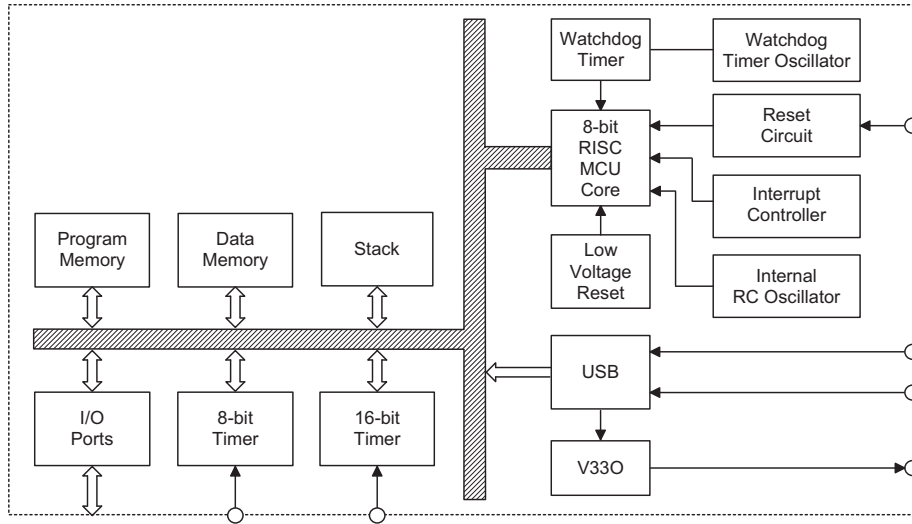 Watchdog
Timer
Watchdog
Timer Oscillator
8-bit
RISC
MCU
Core
Reset
Circuit
Interrupt
Controller
Program
Memory
Data
Memory
Stack
Low
Voltage
Reset
Internal
RC Oscillator
USB
I/O
Ports
8-bit
Timer
16-bit
Timer
V33O